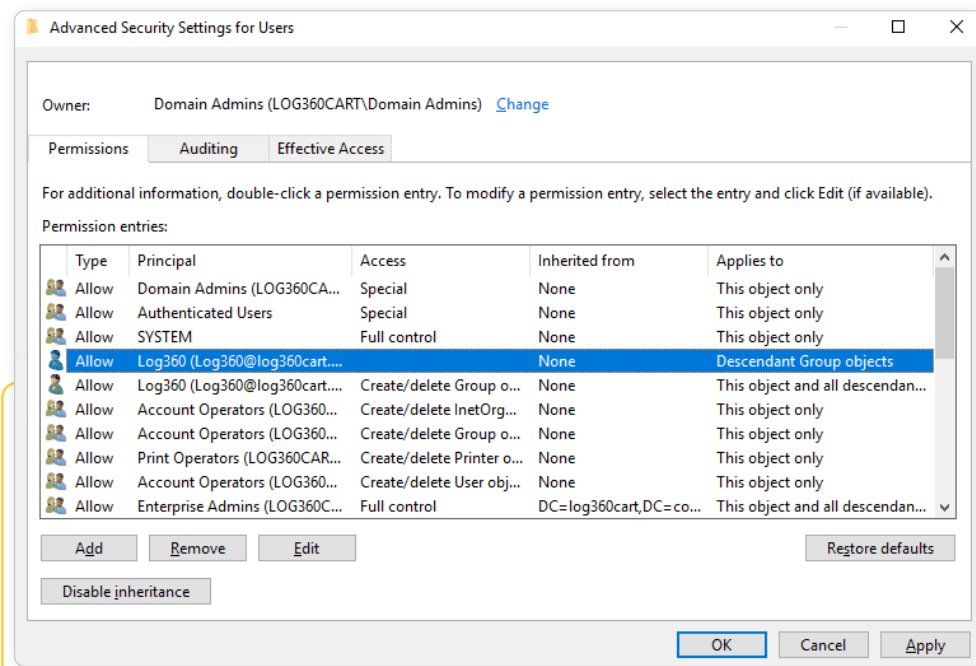 Advanced Security Settings for Users
Owner: Domain Admins (LOG360CART\Domain Admins) Change
Permissions Auditing Effective Access
For additional information, double-click a permission entry. To modify a permission entry, select the entry and click Edit (if available).
Permission entries:
Type Principal Access Inherited from Applies to
Allow Domain Admins (LOG360CA... Special None This object only
Allow Authenticated Users Special None This object only
Allow SYSTEM Full control None This object only
Allow Log360 (Log360@log360cart.... None Descendant Group objects
Allow Log360 (Log360@log360cart.... Create/delete Group o... None This object and all descendan...
Allow Account Operators (LOG360... Create/delete InetOrg... None This object only
Allow Account Operators (LOG360... Create/delete Group o... None This object only
Allow Print Operators (LOG360CAR... Create/delete Printer o... None This object only
Allow Account Operators (LOG360... Create/delete User obj... None This object only
Allow Enterprise Admins (LOG360C... Full control DC=log360cart,DC=co... This object and all descendan...
Add Remove Edit Restore defaults
Disable inheritance
OK Cancel Apply